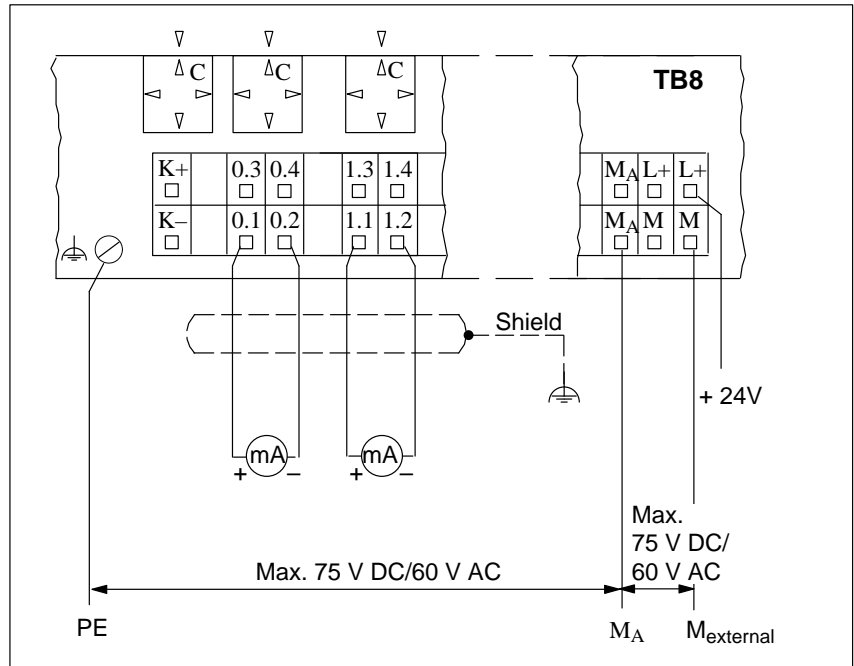 C C C
TB8
K+ 0.3 0.4 1.3 1.4 MA L+ L+
K– 0.1 0.2 1.1 1.2 MA M M
Shield
+ 24V
+ mA – + mA –
Max.
75 V DC/
60 V AC
Max. 75 V DC/60 V AC
PE MA Mexternal